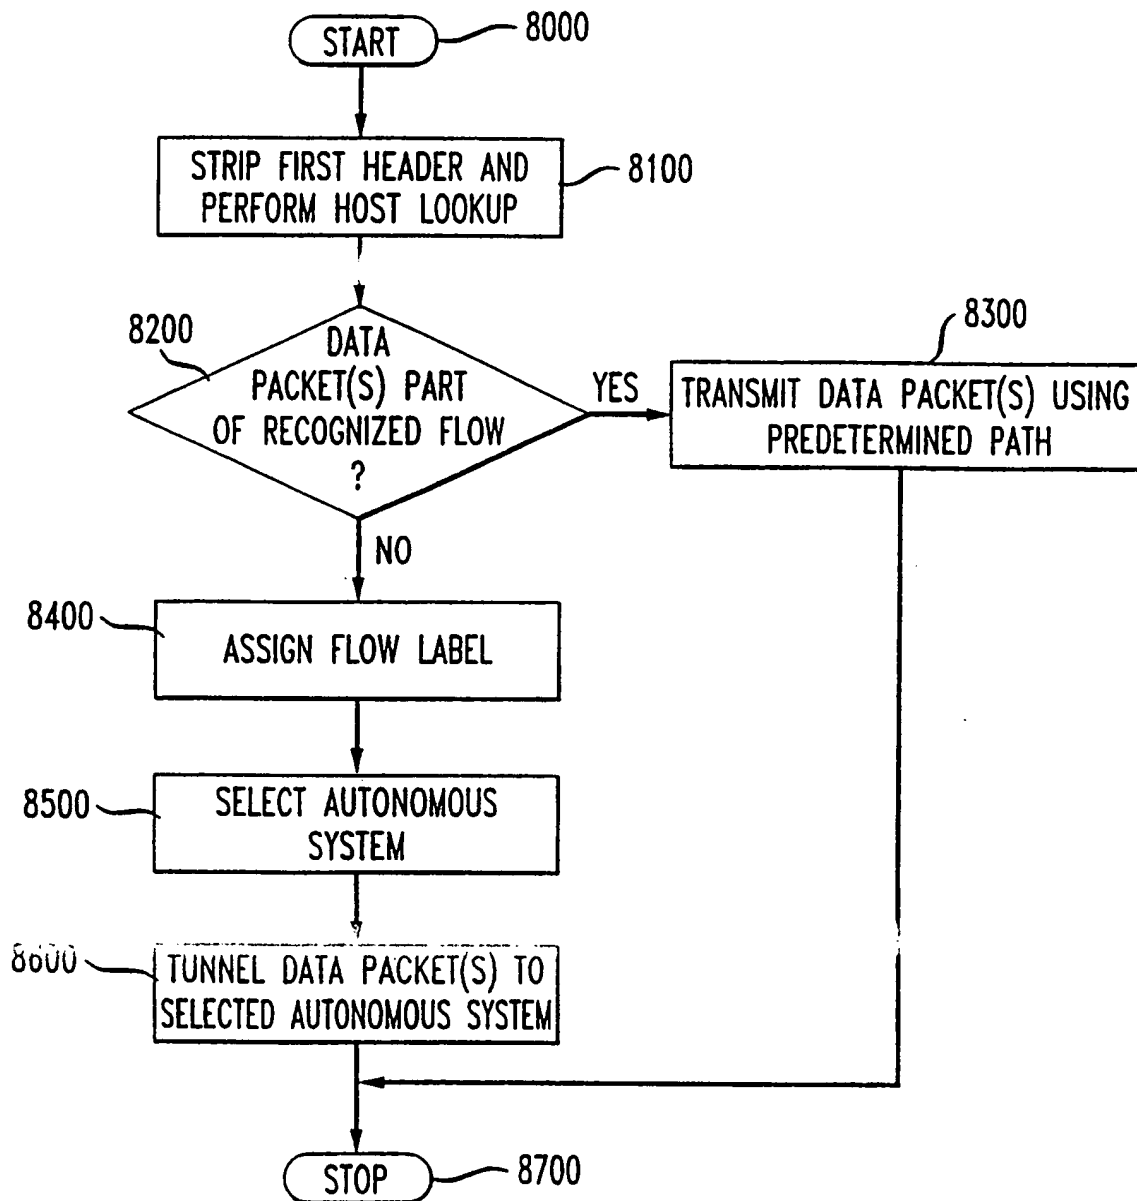 START
8000
STRIP FIRST HEADER AND
PERFORM HOST LOOKUP
8100
8200
DATA
PACKET(S) PART
OF RECOGNIZED FLOW
?
YES
8300
TRANSMIT DATA PACKET(S) USING
PREDETERMINED PATH
NO
8400
ASSIGN FLOW LABEL
8500
SELECT AUTONOMOUS
SYSTEM
8600
TUNNEL DATA PACKET(S) TO
SELECTED AUTONOMOUS SYSTEM
STOP
8700